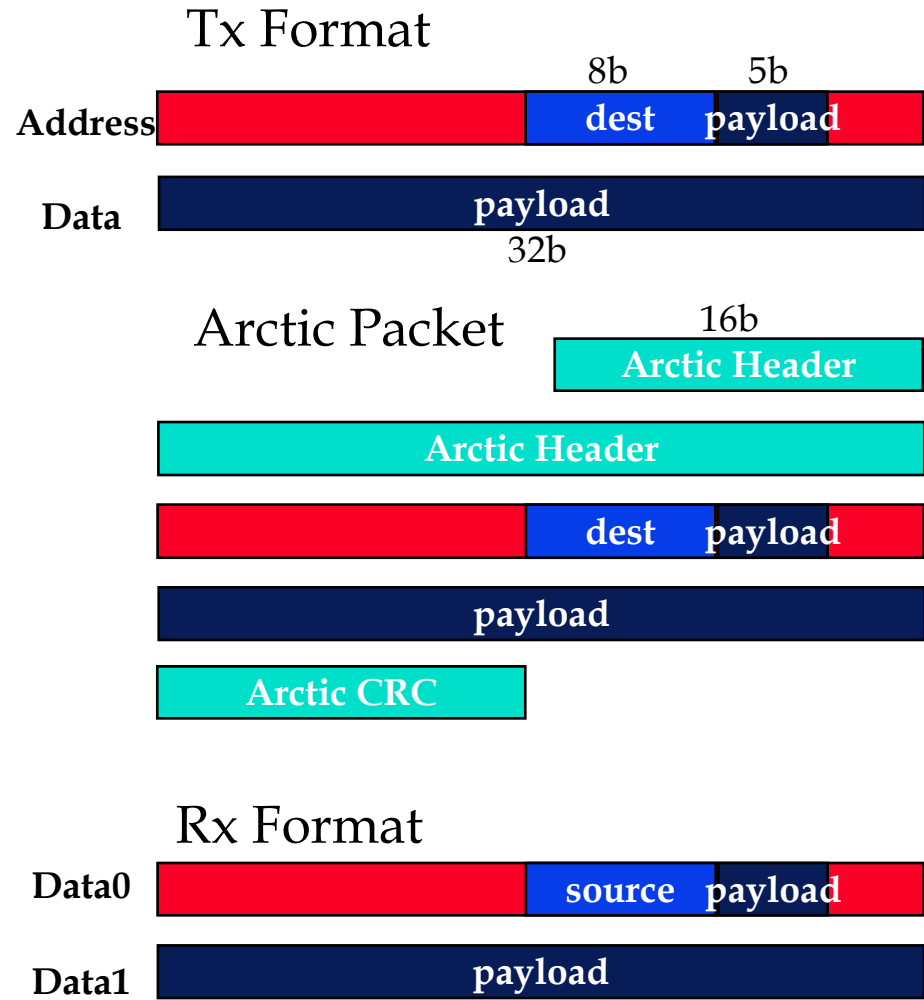 Tx Format
8b 5b
Address dest payload
Data payload
32b
Arctic Packet 16b
Arctic Header
Arctic Header
dest payload
payload
Arctic CRC
Rx Format
Data0 source payload
Data1 payload